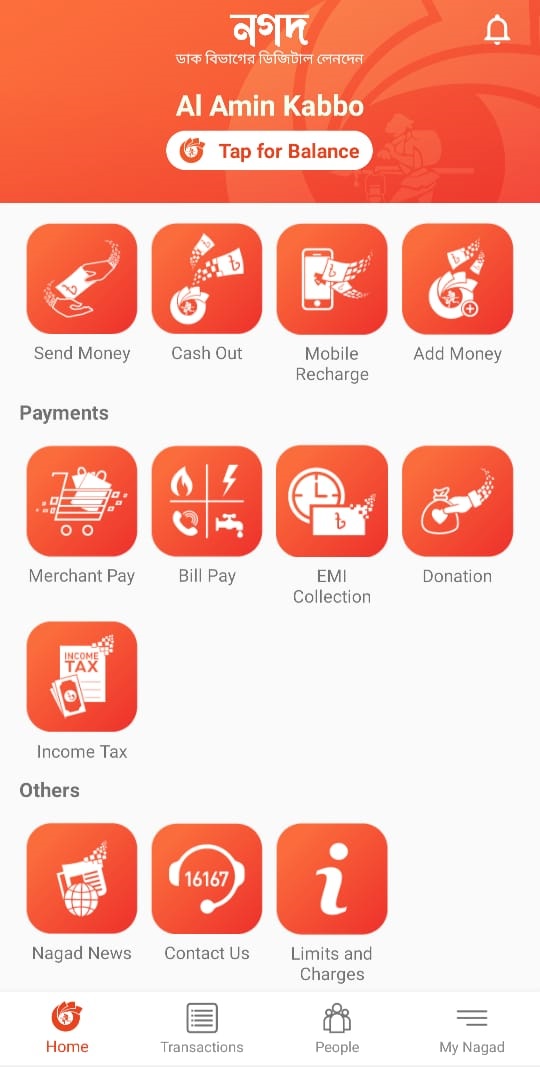 নগদ
ডাক বিভাগের ডিজিটাল লেনদেন
Al Amin Kabbo
Tap for Balance
Send Money
Cash Out
Mobile
Recharge
Add Money
Payments
Merchant Pay
Bill Pay
EMI
Collection
Donation
INCOME
TAX
Income Tax
Others
16167
Nagad News
Contact Us
Limits and
Charges
Home
Transactions
People
My Nagad